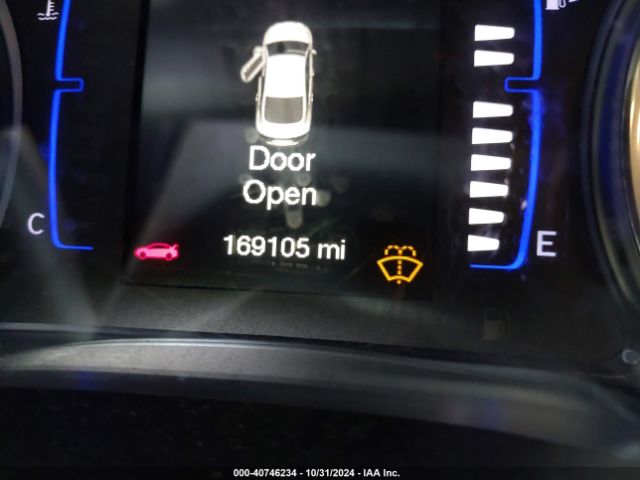 Door
Open
C
169105 mi
E
000-40746234 - 10/31/2024 - IAA Inc.